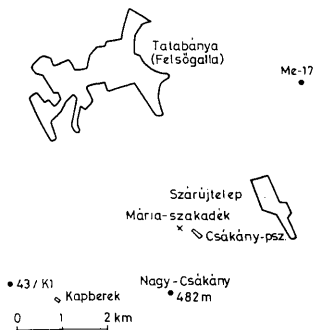 Tatabánya
(Felsőgalla)
Me-17
Szárújtelep
Mária-szakadék
Csákány-psz.
43/K1
Kapberek
Nagy-Csákány
482 m
0 1 2 km